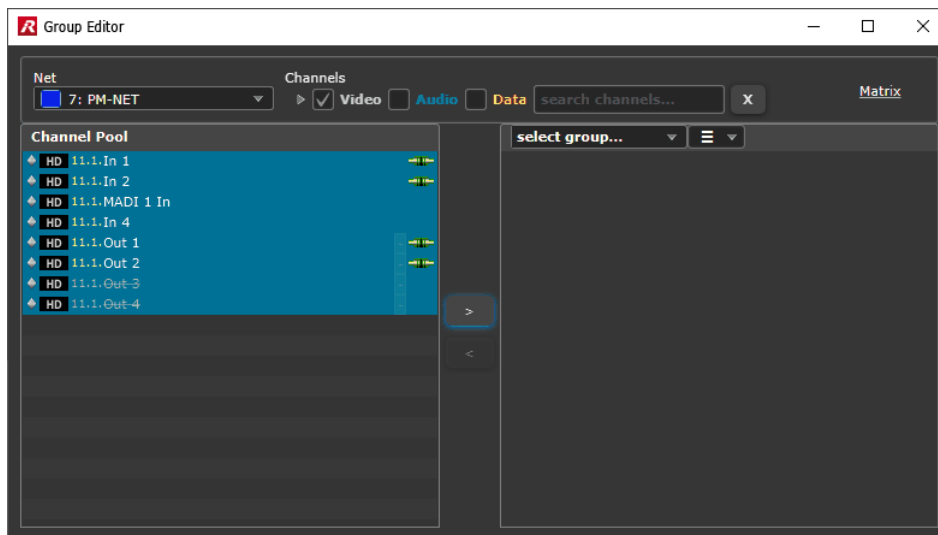 R Group Editor
Net
Channels
7: PM-NET
Video Audio Data search channels... X
Matrix
Channel Pool
select group...
HD 11.1.In 1
HD 11.1.In 2
HD 11.1.MADI 1 In
HD 11.1.In 4
HD 11.1.Out 1
HD 11.1.Out 2
HD 11.1.Out 3
HD 11.1.Out 4
>
<